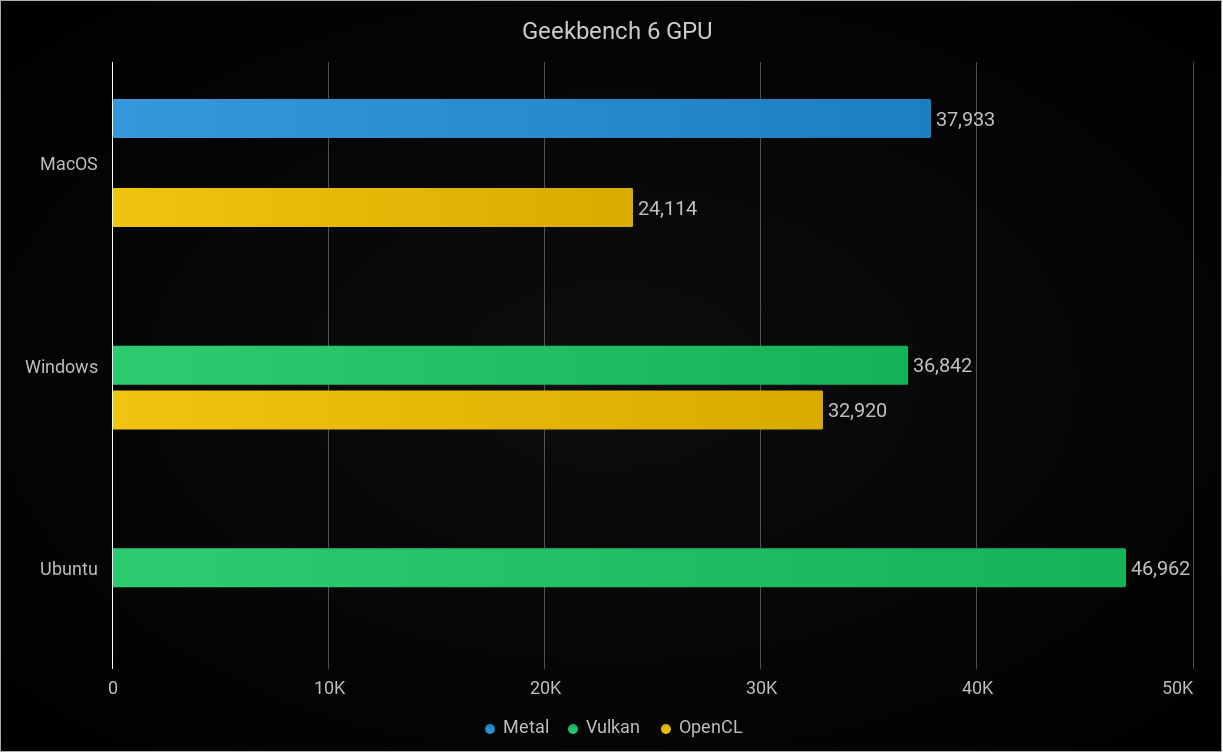 Geekbench 6 GPU
37,933
MacOS
24,114
Windows
36,842
32,920
Ubuntu
46,962
0 10K 20K 30K 40K 50K
Metal Vulkan OpenCL